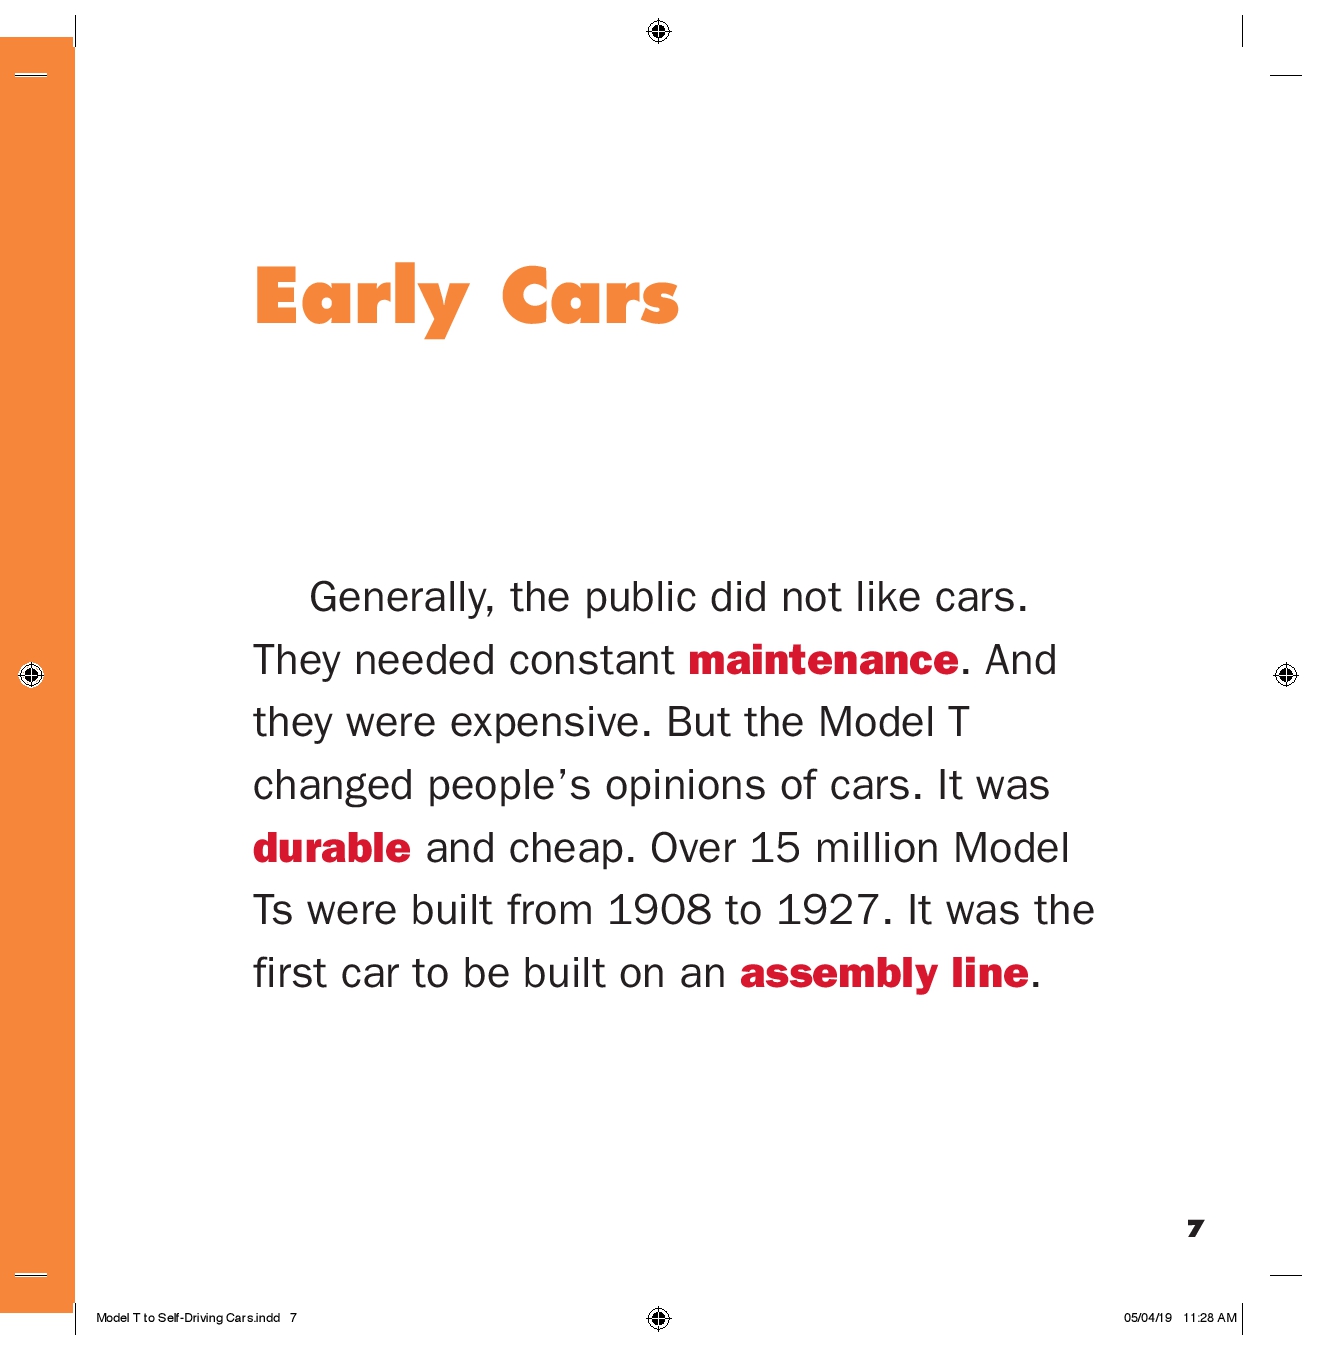 Early Cars
Generally, the public did not like cars.
They needed constant maintenance. And
they were expensive. But the Model T
changed people’s opinions of cars. It was
durable and cheap. Over 15 million Model
Ts were built from 1908 to 1927. It was the
first car to be built on an assembly line.
7
Model T to Self-Driving Cars.indd 7
05/04/19 11:28 AM